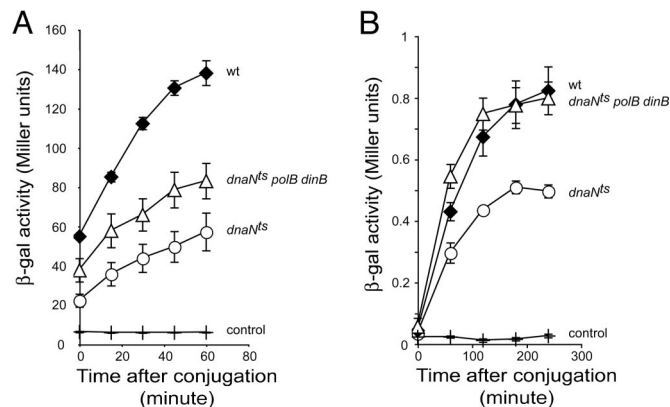 A
β-gal activity (Miller units)
160
140
120
100
80
60
40
20
0
wt
dnaNts polB dinB
dnaNts
control
0 20 40 60 80
Time after conjugation
(minute)
B
β-gal activity (Miller units)
1
0.8
0.6
0.4
0.2
0
wt
dnaNts polB dinB
dnaNts
control
0 120 240 300
Time after conjugation
(minute)